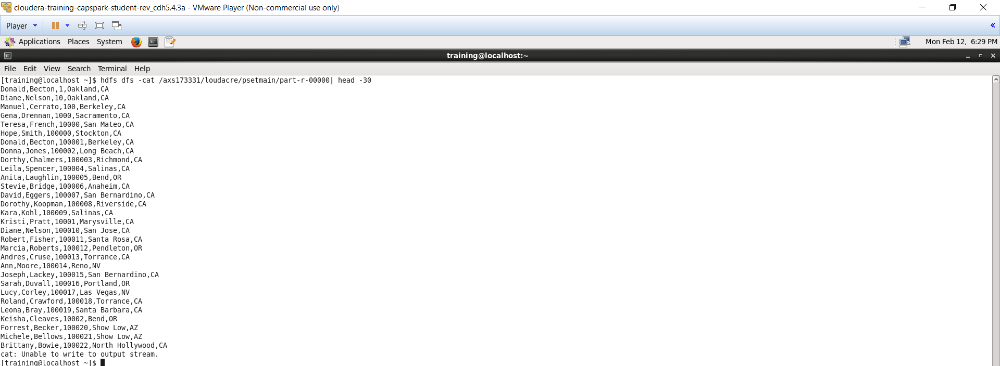 cloudera-training-capspark-student-rev_cdh5.4.3a - VMware Player (Non-commercial use only)
Player
Applications Places System Mon Feb 12, 6:29 PM
training@localhost:~
File Edit View Search Terminal Help
[training@localhost ~]$ hdfs dfs -cat /axs173331/loudacre/psetmain/part-r-00000| head -30
Donald,Becton,1,Oakland,CA
Diane,Nelson,10,Oakland,CA
Manuel,Cerrato,100,Berkeley,CA
Gena,Drennan,1000,Sacramento,CA
Teresa,French,10000,San Mateo,CA
Hope,Smith,100000,Stockton,CA
Donald,Becton,100001,Berkeley,CA
Donna,Jones,100002,Long Beach,CA
Dorthy,Chalmers,100003,Richmond,CA
Leila,Spencer,100004,Salinas,CA
Anita,Laughlin,100005,Bend,OR
Stevie,Bridge,100006,Anaheim,CA
David,Eggers,100007,San Bernardino,CA
Dorothy,Koopman,100008,Riverside,CA
Kara,Kohl,100009,Salinas,CA
Kristi,Pratt,10001,Marysville,CA
Diane,Nelson,100010,San Jose,CA
Robert,Fisher,100011,Santa Rosa,CA
Marcia,Roberts,100012,Pendleton,OR
Andres,Cruse,100013,Torrance,CA
Ann,Moore,100014,Reno,NV
Joseph,Lackey,100015,San Bernardino,CA
Sarah,Duvall,100016,Portland,OR
Lucy,Corley,100017,Las Vegas,NV
Roland,Crawford,100018,Torrance,CA
Leona,Bray,100019,Santa Barbara,CA
Keisha,Cleaves,10002,Bend,OR
Forrest,Becker,100020,Show Low,AZ
Michele,Bellows,100021,Show Low,AZ
Brittany,Bowie,100022,North Hollywood,CA
cat: Unable to write to output stream.
[training@localhost ~]$